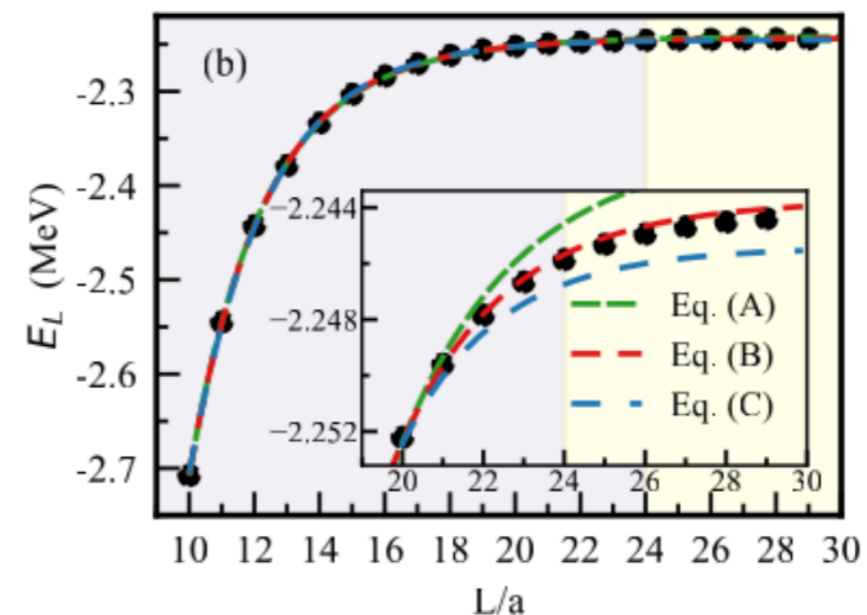 (b)
-2.3
-2.4
-2.5
-2.6
-2.7
E_L (MeV)
−2.244
−2.248
−2.252
Eq. (A)
Eq. (B)
Eq. (C)
20 22 24 26 28 30
10 12 14 16 18 20 22 24 26 28 30
L/a